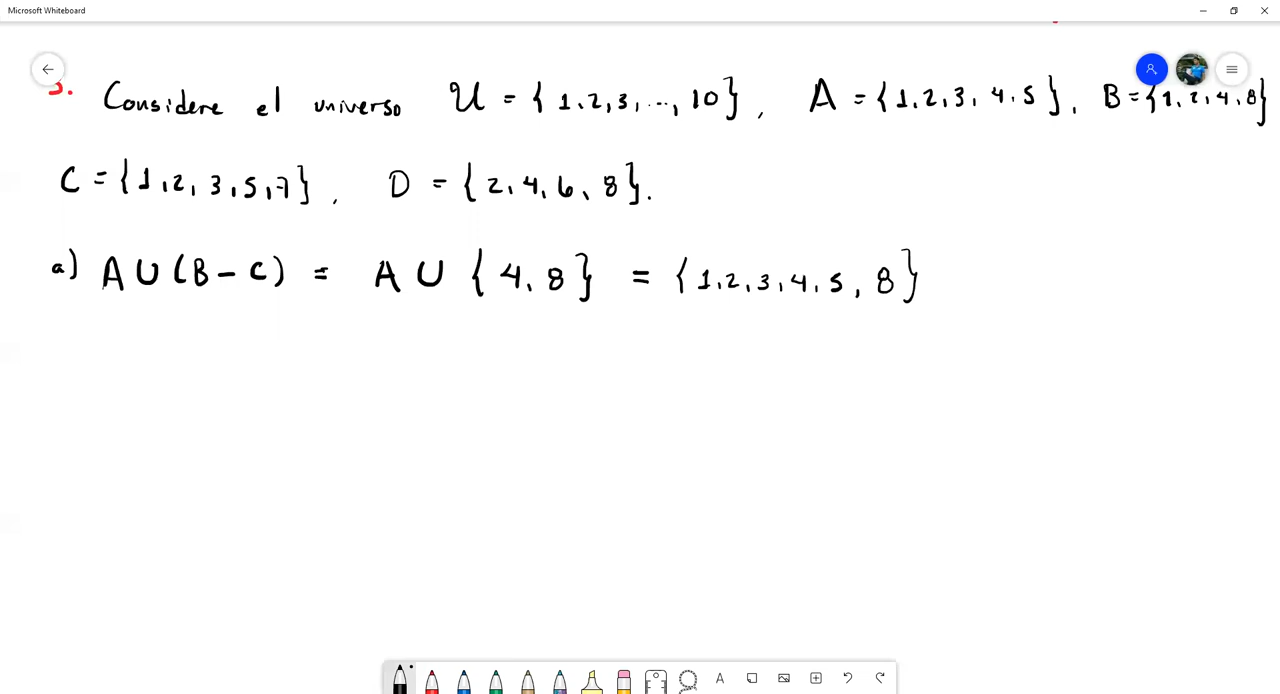 Microsoft Whiteboard
3. Considere el universo U = {1,2,3,...,10}, A = {1,2,3,4,5}, B = {1,2,4,8}
C = {1,2,3,5,7}, D = {2,4,6,8}.
a) A ∪ (B - C) = A ∪ {4,8} = {1,2,3,4,5,8}
A